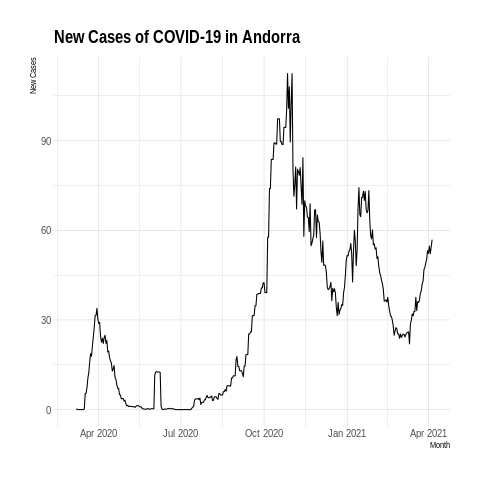 New Cases of COVID-19 in Andorra
New Cases
90
60
30
0
Apr 2020 Jul 2020 Oct 2020 Jan 2021 Apr 2021
Month